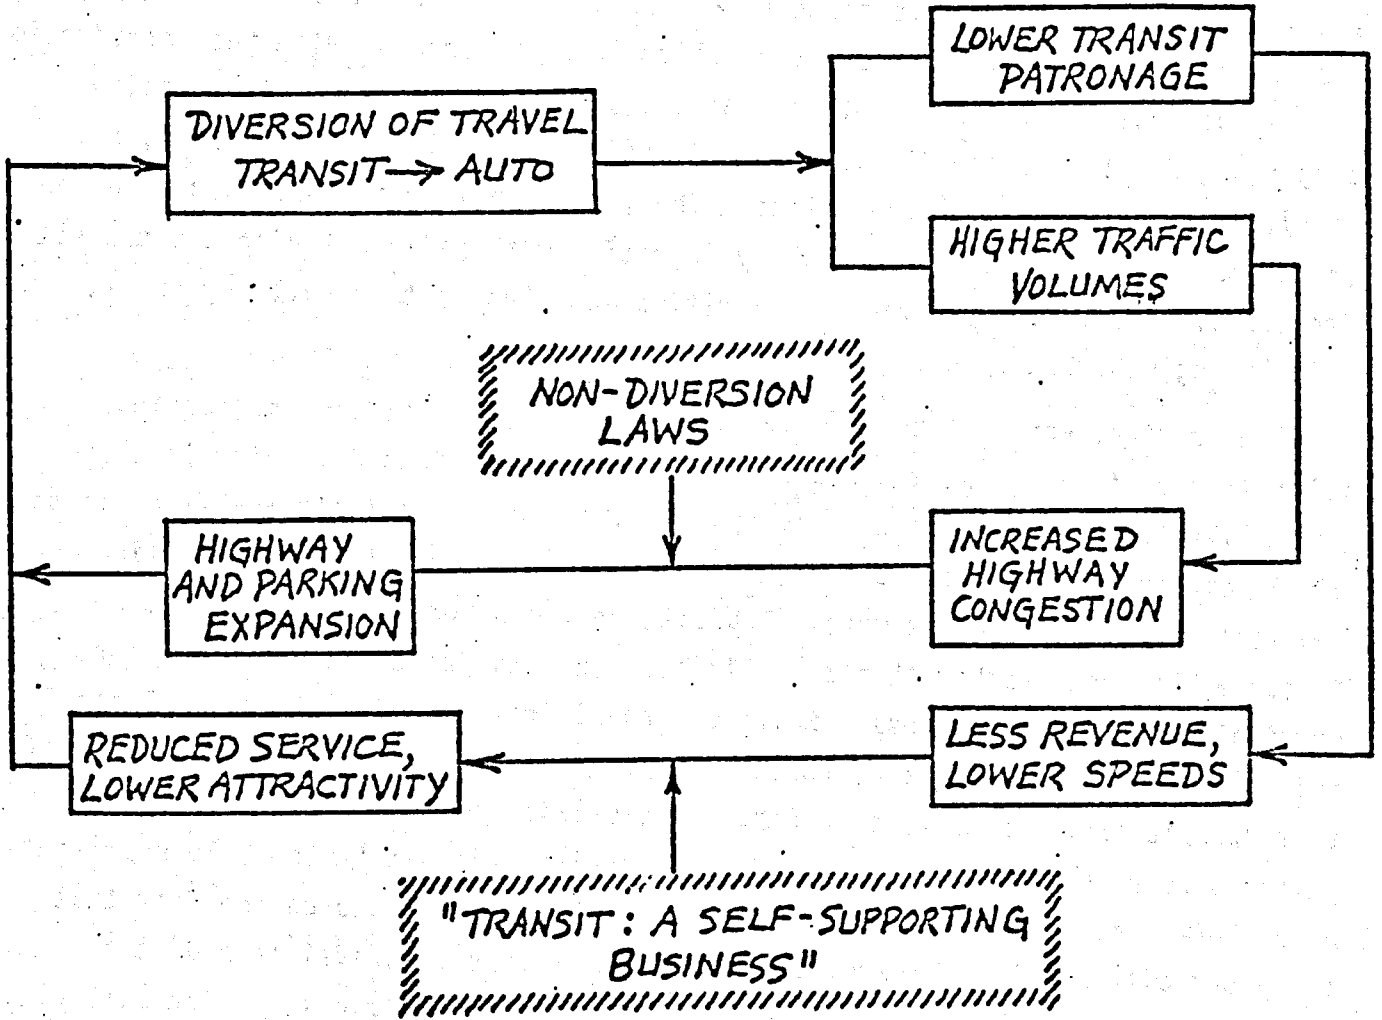 LOWER TRANSIT
PATRONAGE
DIVERSION OF TRAVEL
TRANSIT→ AUTO
HIGHER TRAFFIC
VOLUMES
NON-DIVERSION
LAWS
HIGHWAY
AND PARKING
EXPANSION
INCREASED
HIGHWAY
CONGESTION
REDUCED SERVICE,
LOWER ATTRACTIVITY
LESS REVENUE,
LOWER SPEEDS
"TRANSIT: A SELF-SUPPORTING
BUSINESS"